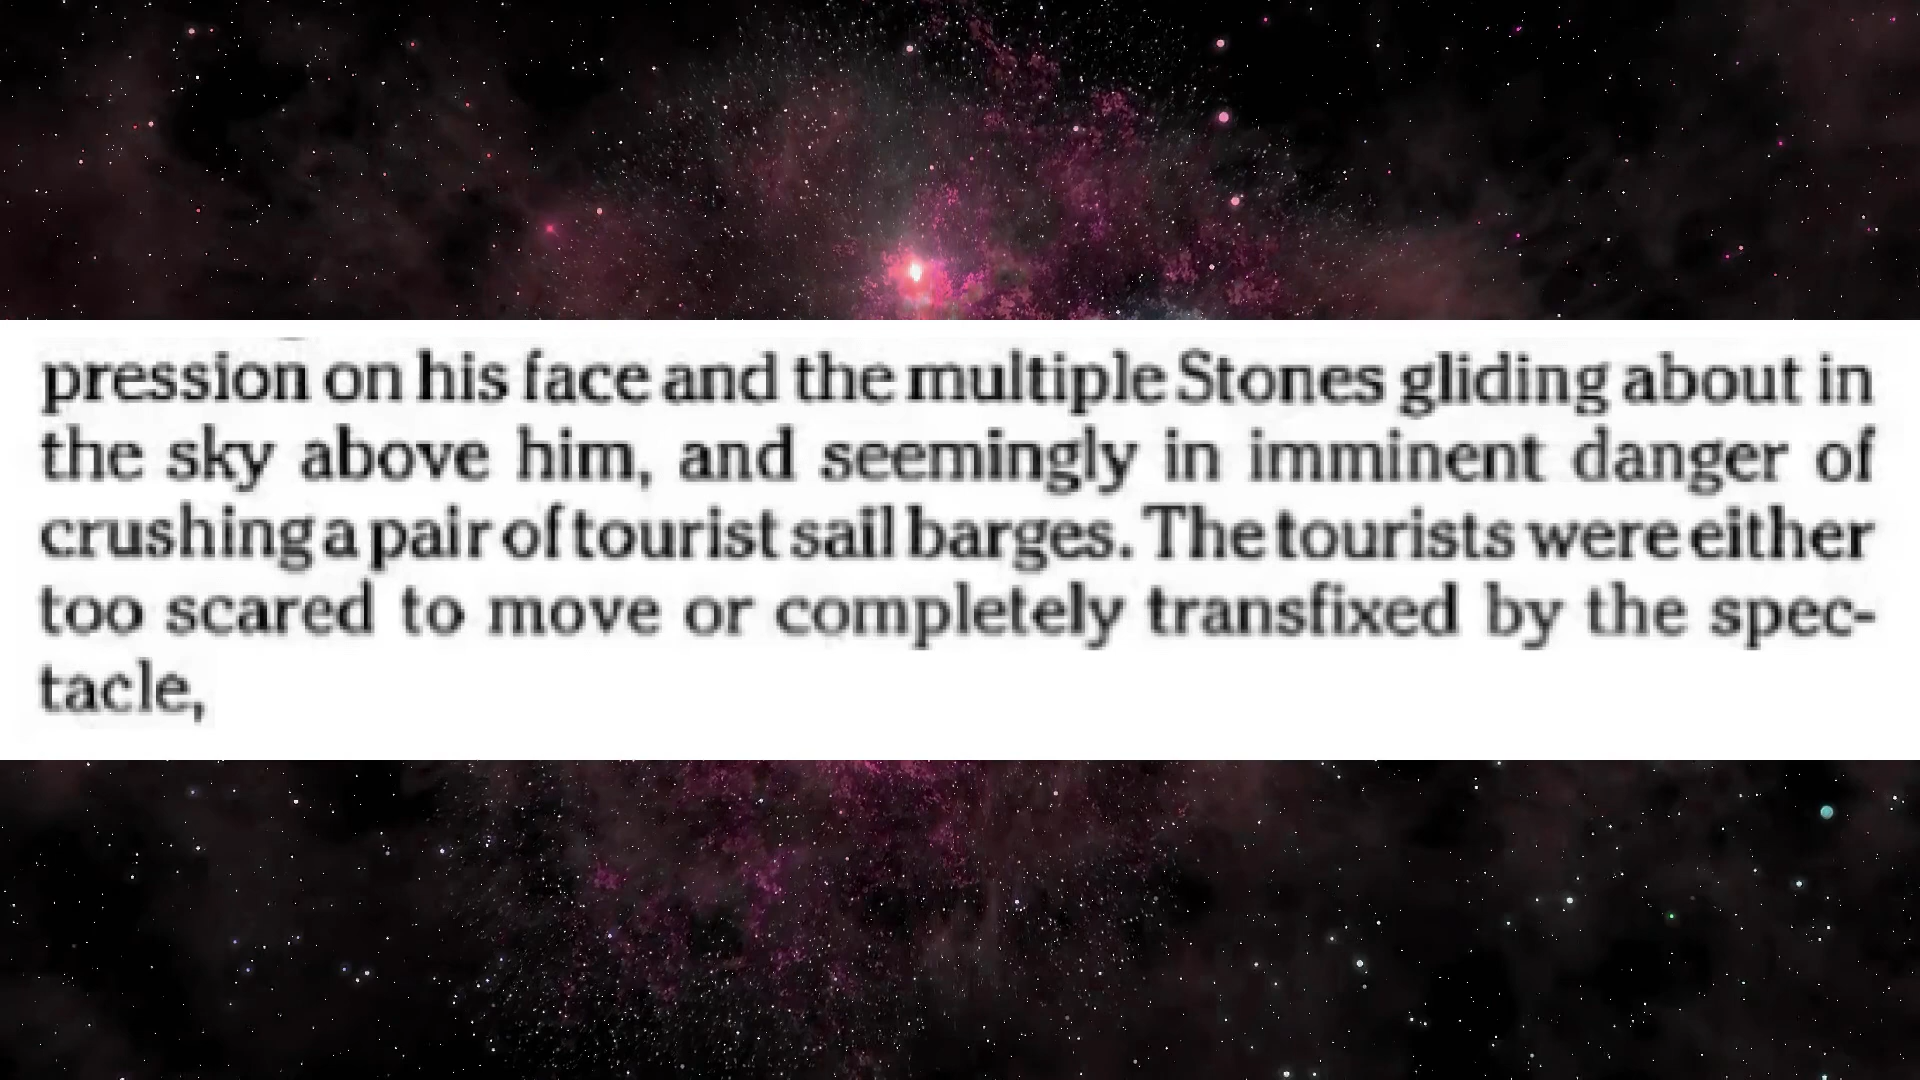 pression on his face and the multiple Stones gliding about in
the sky above him, and seemingly in imminent danger of
crushing a pair of tourist sail barges. The tourists were either
too scared to move or completely transfixed by the spec-
tacle,